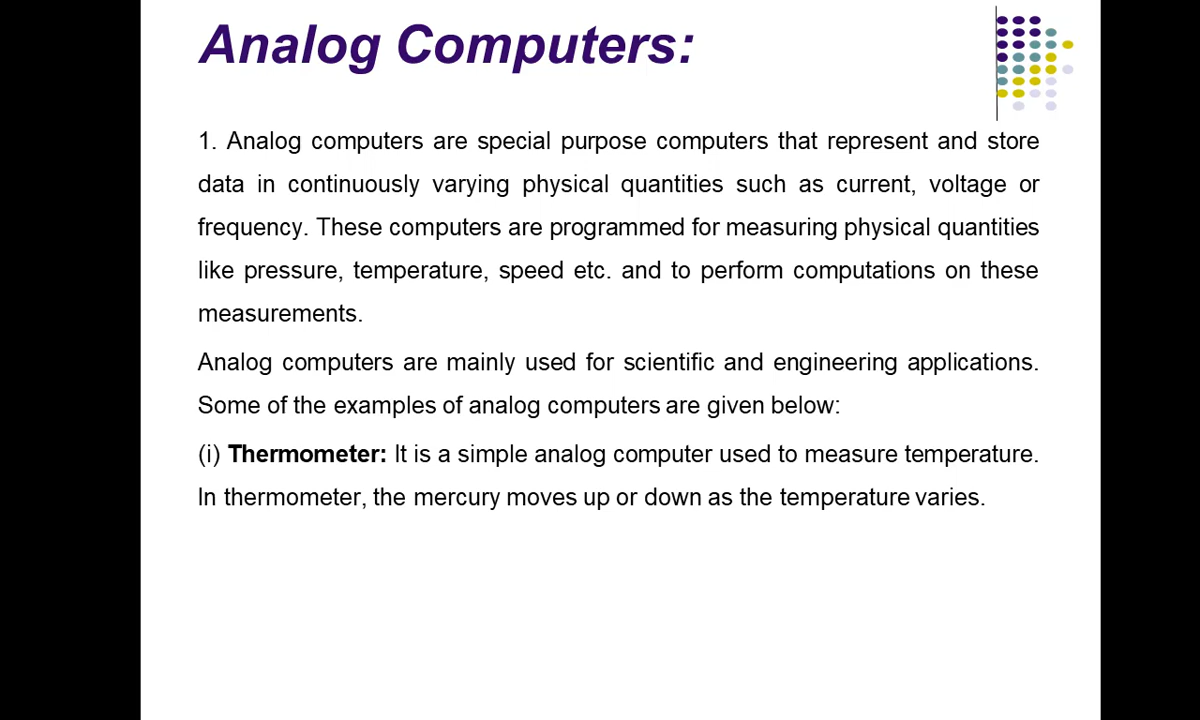 Analog Computers:
1. Analog computers are special purpose computers that represent and store
data in continuously varying physical quantities such as current, voltage or
frequency. These computers are programmed for measuring physical quantities
like pressure, temperature, speed etc. and to perform computations on these
measurements.
Analog computers are mainly used for scientific and engineering applications.
Some of the examples of analog computers are given below:
(i) Thermometer: It is a simple analog computer used to measure temperature.
In thermometer, the mercury moves up or down as the temperature varies.